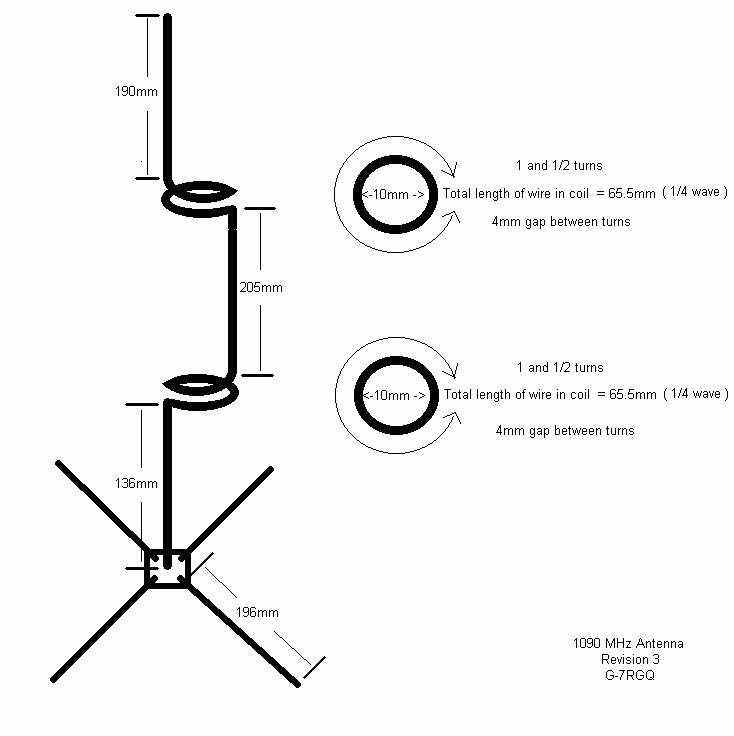 190mm
1 and 1/2 turns
<-10mm ->
Total length of wire in coil = 65.5mm ( 1/4 wave )
4mm gap between turns
205mm
1 and 1/2 turns
<-10mm ->
Total length of wire in coil = 65.5mm ( 1/4 wave )
4mm gap between turns
136mm
196mm
1090 MHz Antenna
Revision 3
G-7RGQ